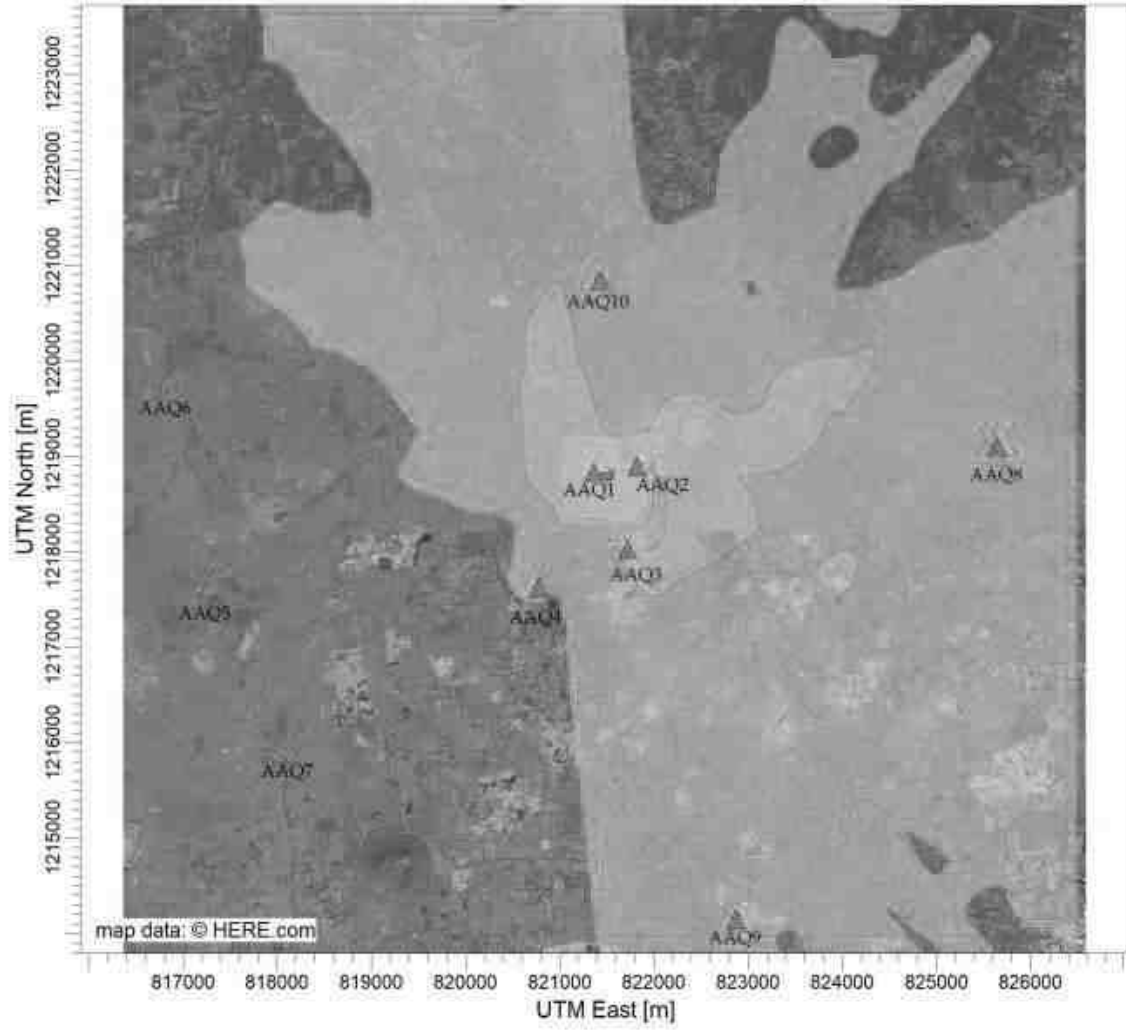 1223000
1222000
1221000
1220000
1219000
1218000
1217000
1216000
1215000
UTM North [m]
AAQ10
AAQ6
AAQ1
AAQ2
AAQ8
AAQ3
AAQ5
AAQ4
AAQ7
AAQ9
map data: © HERE.com
817000 818000 819000 820000 821000 822000 823000 824000 825000 826000
UTM East [m]